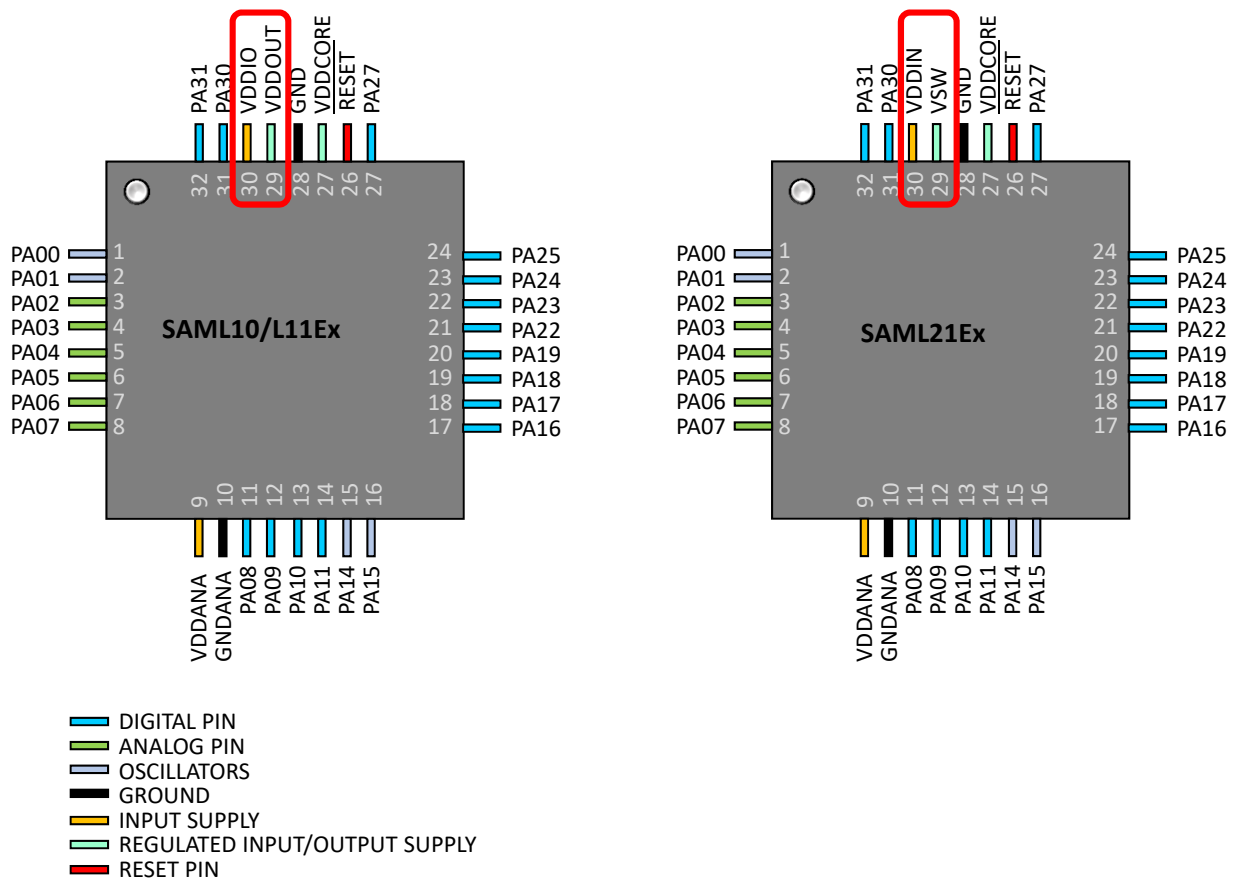 PA31 PA30 VDDIO VDDOUT GND VDDCORE RESET PA27
32 31 30 29 28 27 26 27
PA00 1 24 PA25
PA01 2 23 PA24
PA02 3 22 PA23
PA03 4 21 PA22
SAML10/L11Ex
PA04 5 20 PA19
PA05 6 19 PA18
PA06 7 18 PA17
PA07 8 17 PA16
9 10 11 12 13 14 15 16
VDDANA GNDANA PA08 PA09 PA10 PA11 PA14 PA15
PA31 PA30 VDDIN VSW GND VDDCORE RESET PA27
32 31 30 29 28 27 26 27
PA00 1 24 PA25
PA01 2 23 PA24
PA02 3 22 PA23
PA03 4 21 PA22
SAML21Ex
PA04 5 20 PA19
PA05 6 19 PA18
PA06 7 18 PA17
PA07 8 17 PA16
9 10 11 12 13 14 15 16
VDDANA GNDANA PA08 PA09 PA10 PA11 PA14 PA15
DIGITAL PIN
ANALOG PIN
OSCILLATORS
GROUND
INPUT SUPPLY
REGULATED INPUT/OUTPUT SUPPLY
RESET PIN